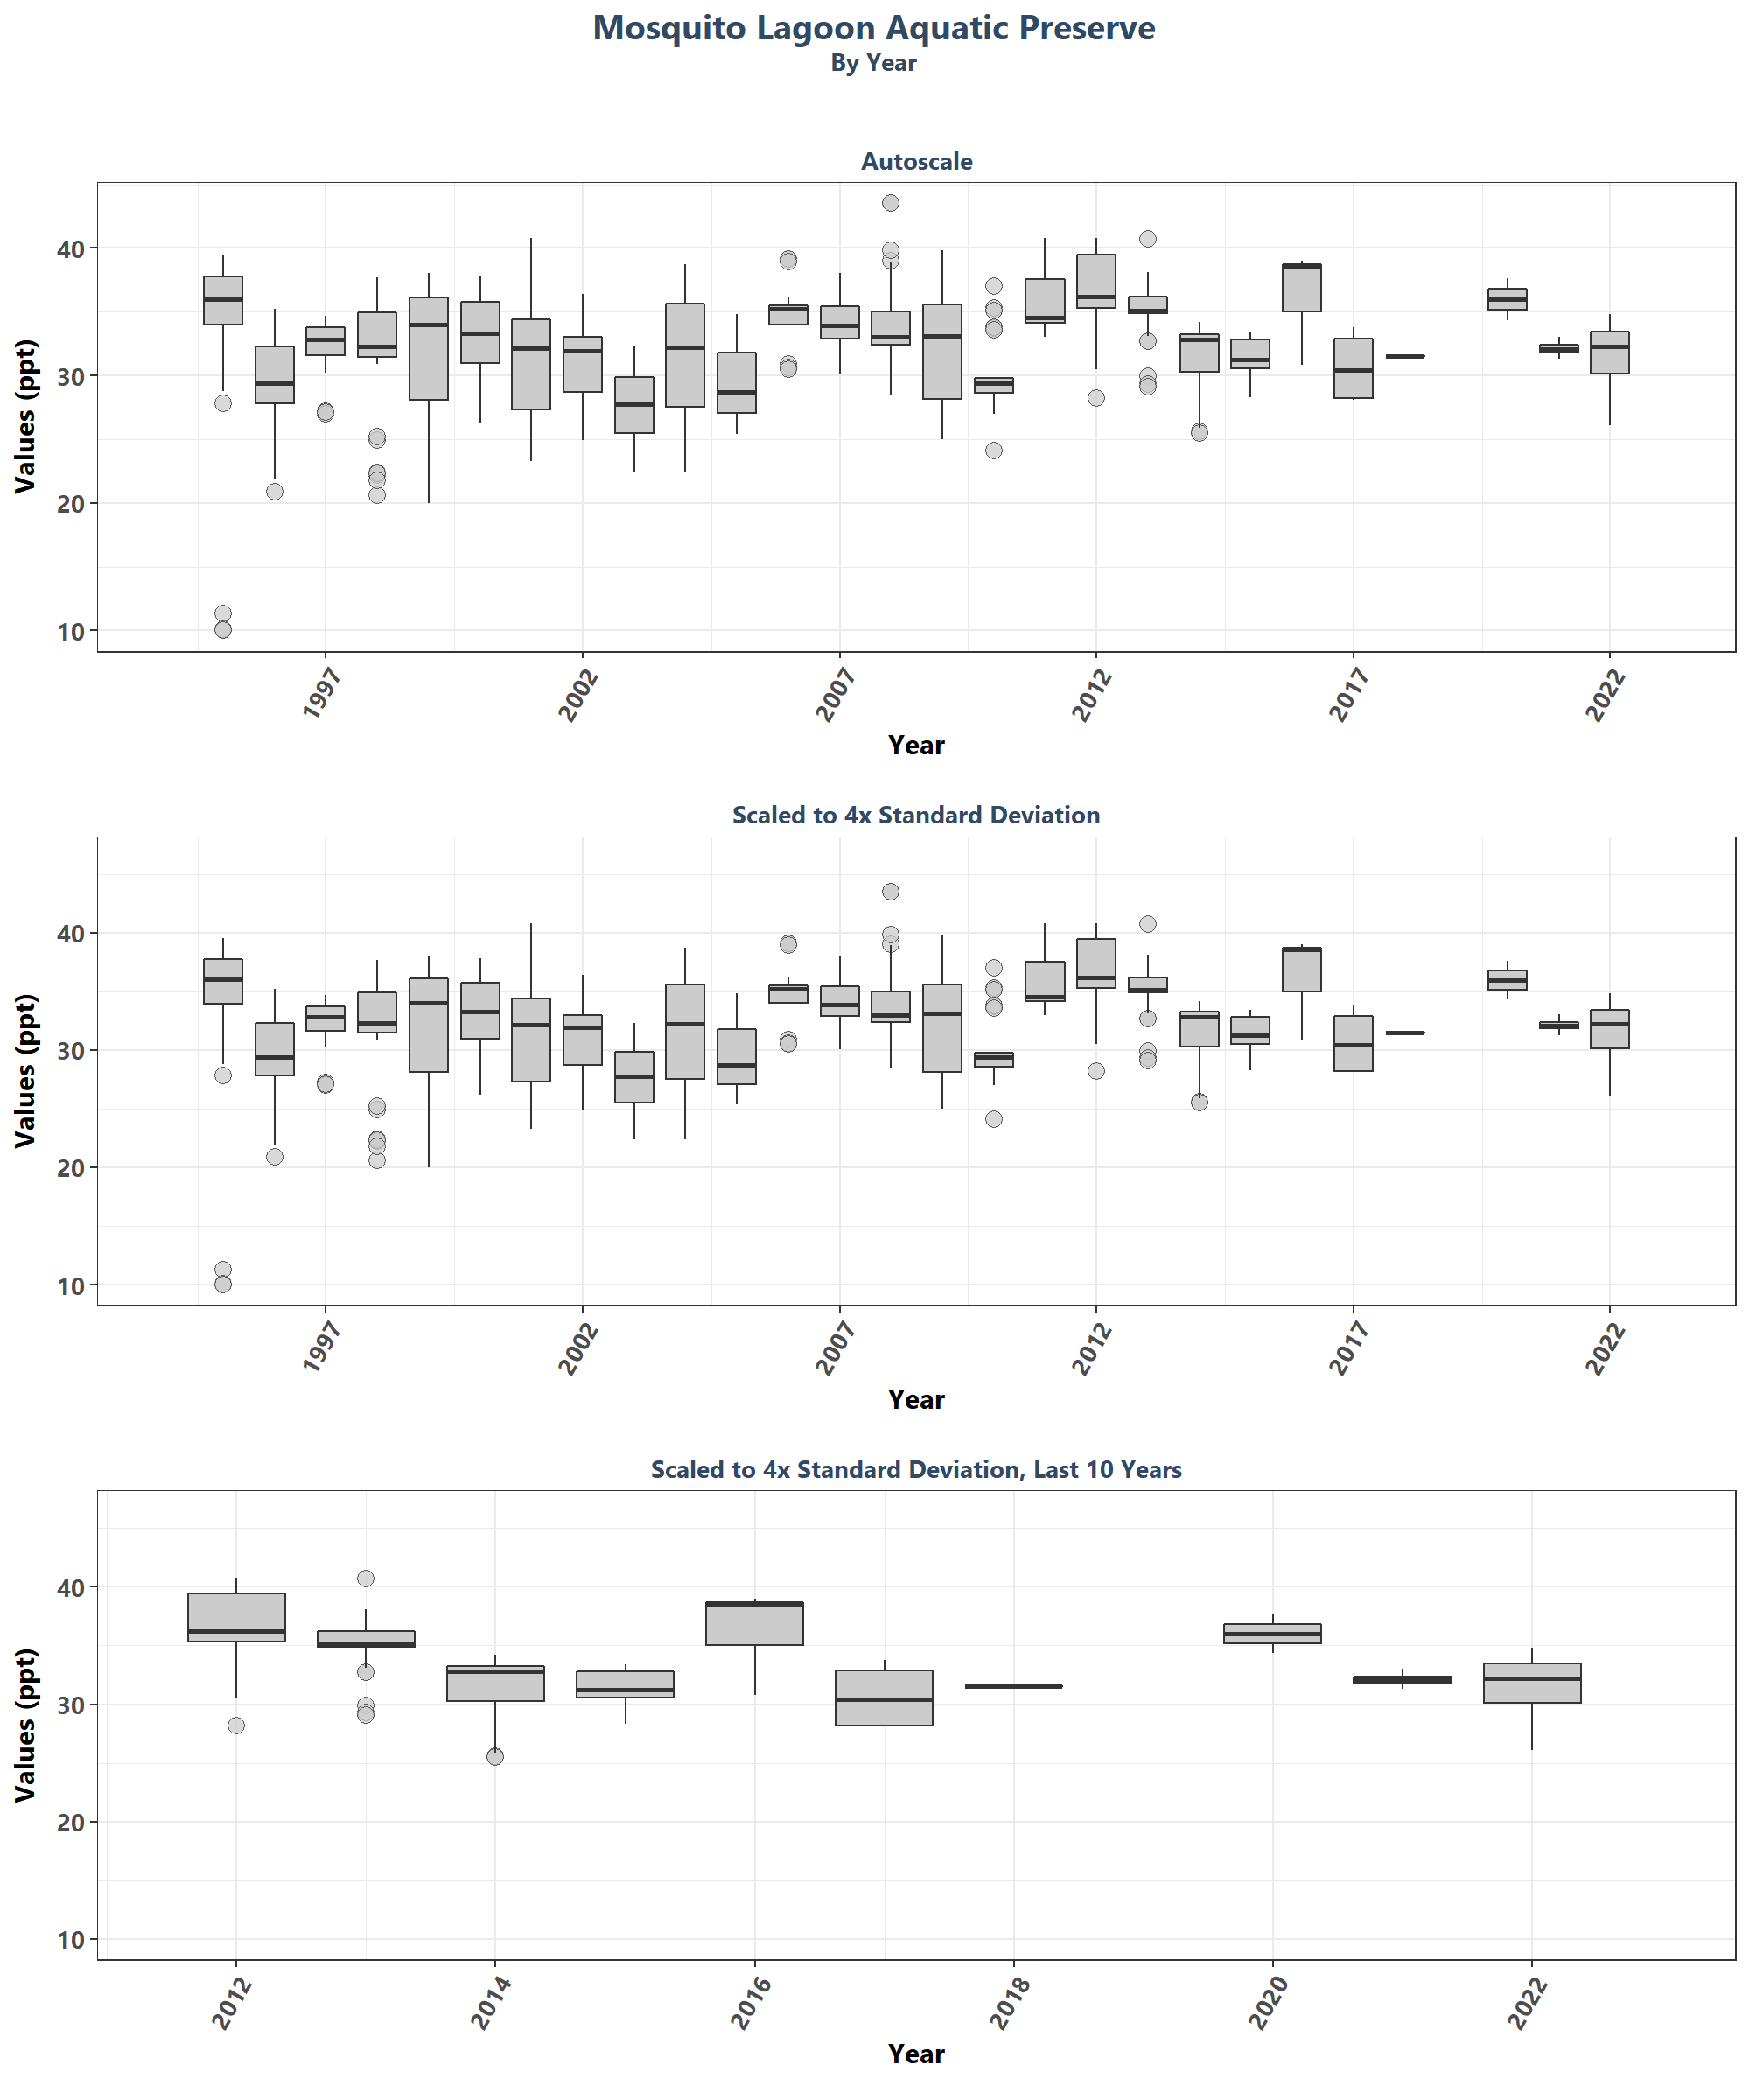 Mosquito Lagoon Aquatic Preserve
By Year
Autoscale
Values (ppt)
40
30
20
10
1997 2002 2007 2012 2017 2022
Year
Scaled to 4x Standard Deviation
Values (ppt)
40
30
20
10
1997 2002 2007 2012 2017 2022
Year
Scaled to 4x Standard Deviation, Last 10 Years
Values (ppt)
40
30
20
10
2012 2014 2016 2018 2020 2022
Year